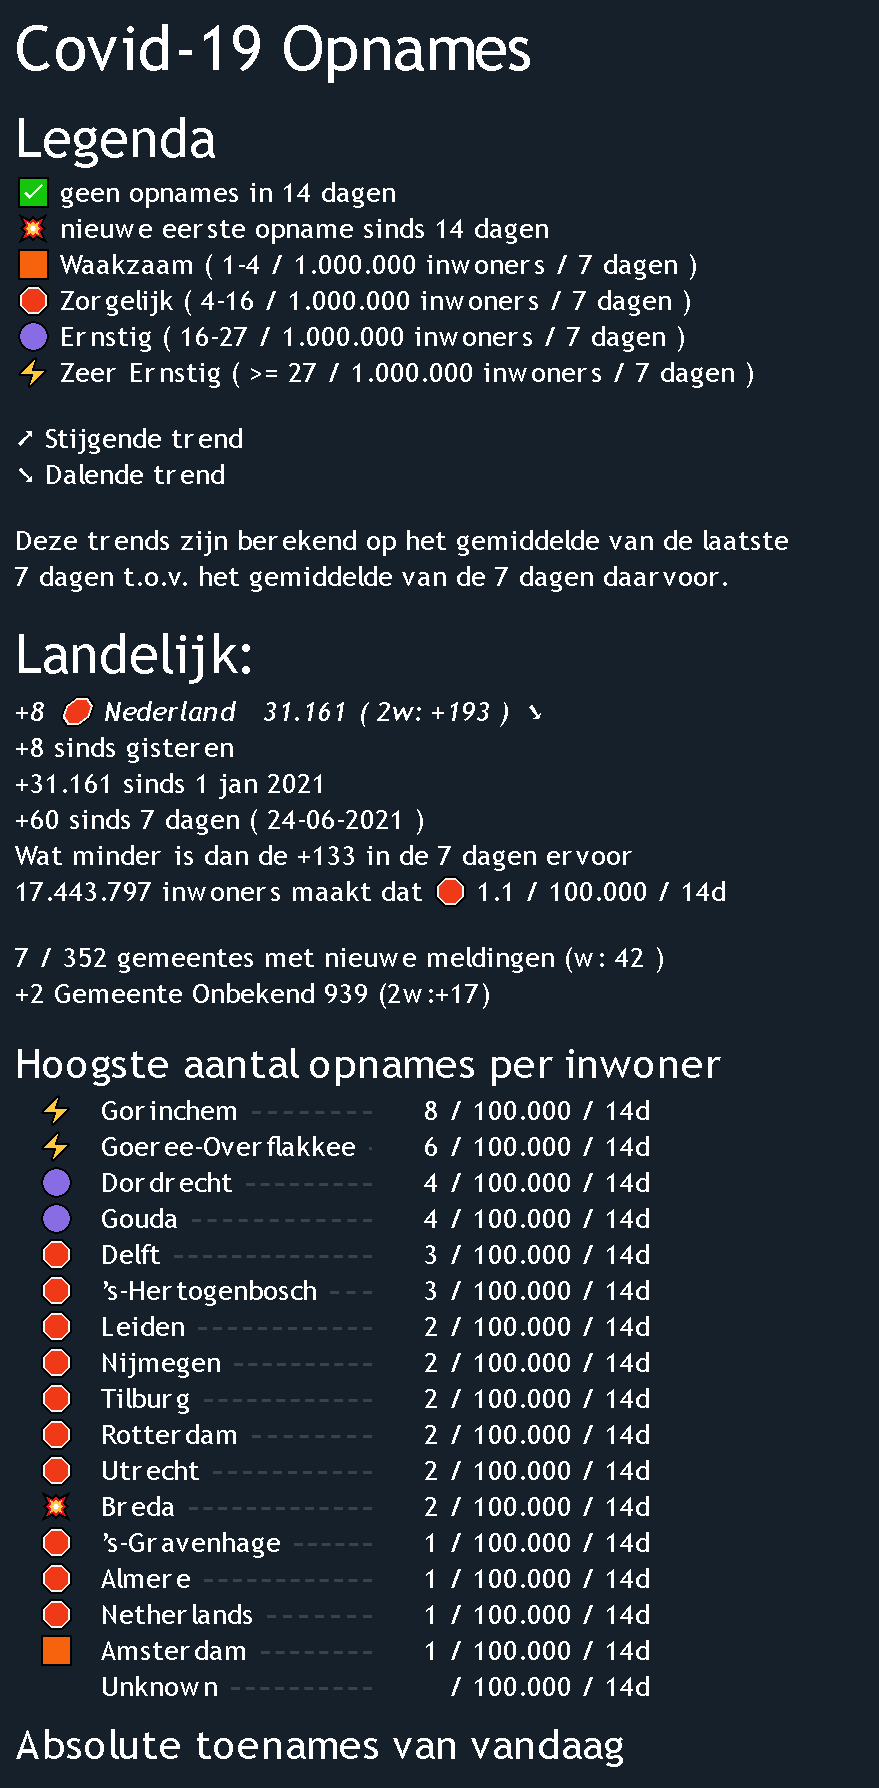 Covid-19 Opnames
Legenda
✅ geen opnames in 14 dagen
💥 nieuwe eerste opname sinds 14 dagen
🟧 Waakzaam ( 1-4 / 1.000.000 inwoners / 7 dagen )
🛑 Zorgelijk ( 4-16 / 1.000.000 inwoners / 7 dagen )
🟣 Ernstig ( 16-27 / 1.000.000 inwoners / 7 dagen )
⚡ Zeer Ernstig ( >= 27 / 1.000.000 inwoners / 7 dagen )
➚ Stijgende trend
➘ Dalende trend
Deze trends zijn berekend op het gemiddelde van de laatste
7 dagen t.o.v. het gemiddelde van de 7 dagen daarvoor.
Landelijk:
+8 🛑 Nederland 31.161 ( 2w: +193 ) ➘
+8 sinds gisteren
+31.161 sinds 1 jan 2021
+60 sinds 7 dagen ( 24-06-2021 )
Wat minder is dan de +133 in de 7 dagen ervoor
17.443.797 inwoners maakt dat 🛑 1.1 / 100.000 / 14d
7 / 352 gemeentes met nieuwe meldingen (w: 42 )
+2 Gemeente Onbekend 939 (2w:+17)
Hoogste aantal opnames per inwoner
⚡ Gorinchem -------- 8 / 100.000 / 14d
⚡ Goeree-Overflakkee - 6 / 100.000 / 14d
🟣 Dordrecht --------- 4 / 100.000 / 14d
🟣 Gouda ------------- 4 / 100.000 / 14d
🛑 Delft -------------- 3 / 100.000 / 14d
🛑 's-Hertogenbosch --- 3 / 100.000 / 14d
🛑 Leiden ------------ 2 / 100.000 / 14d
🛑 Nijmegen --------- 2 / 100.000 / 14d
🛑 Tilburg ------------ 2 / 100.000 / 14d
🛑 Rotterdam -------- 2 / 100.000 / 14d
🛑 Utrecht ----------- 2 / 100.000 / 14d
💥 Breda ------------- 2 / 100.000 / 14d
🛑 's-Gravenhage ------ 1 / 100.000 / 14d
🛑 Almere ------------ 1 / 100.000 / 14d
🛑 Netherlands ------- 1 / 100.000 / 14d
🟧 Amsterdam -------- 1 / 100.000 / 14d
Unknown ---------- / 100.000 / 14d
Absolute toenames van vandaag